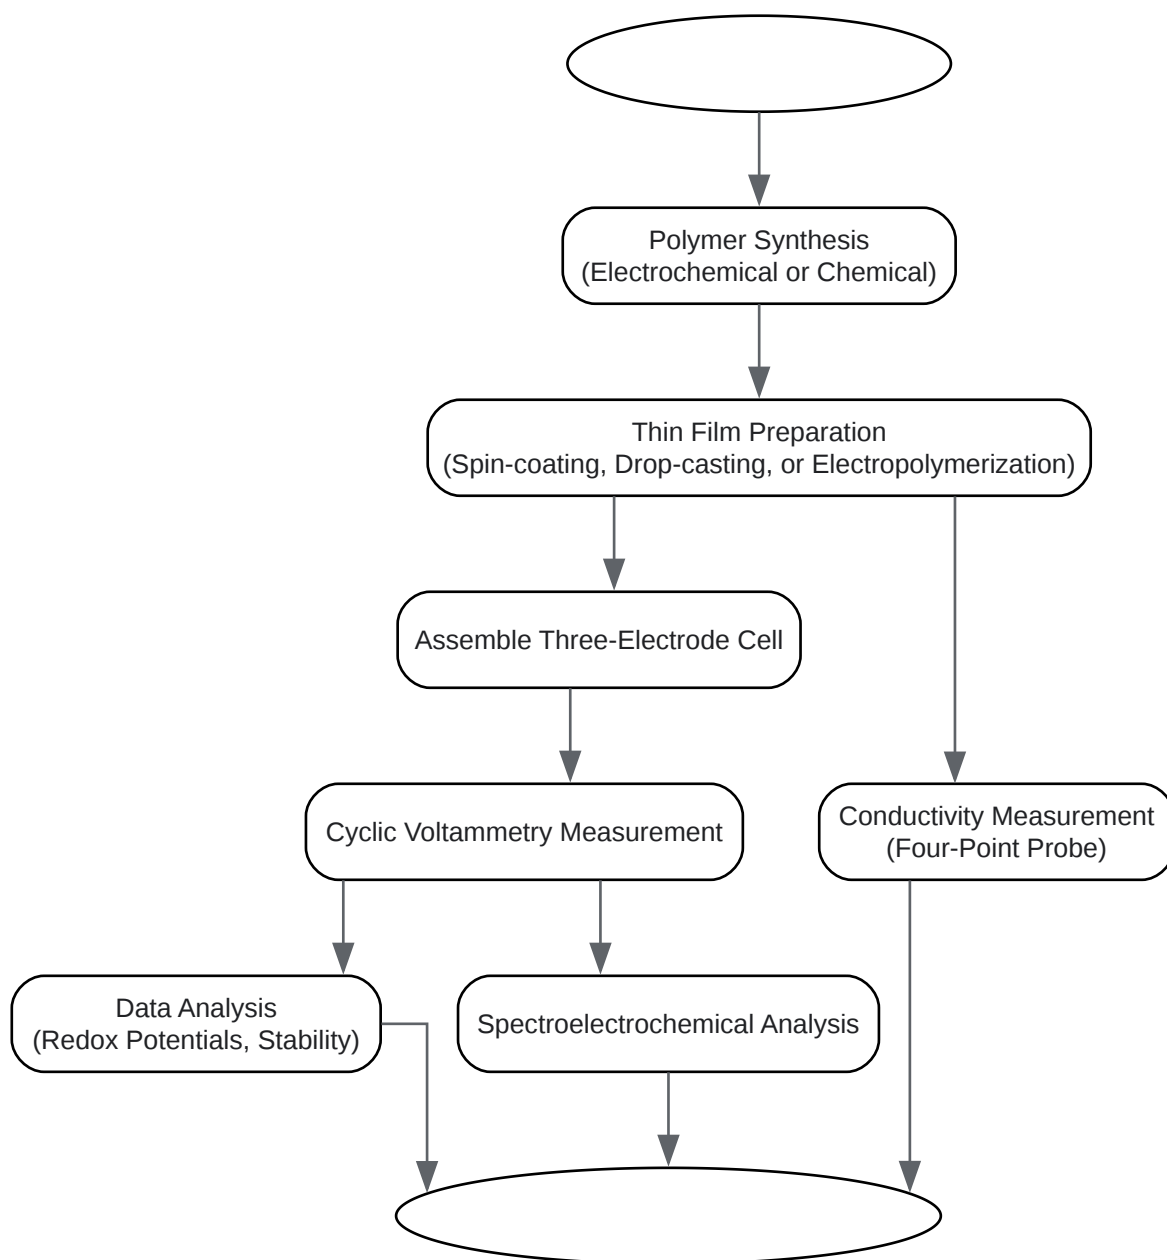 Polymer Synthesis
(Electrochemical or Chemical)
Thin Film Preparation
(Spin-coating, Drop-casting, or Electropolymerization)
Assemble Three-Electrode Cell
Cyclic Voltammetry Measurement
Conductivity Measurement
(Four-Point Probe)
Data Analysis
(Redox Potentials, Stability)
Spectroelectrochemical Analysis